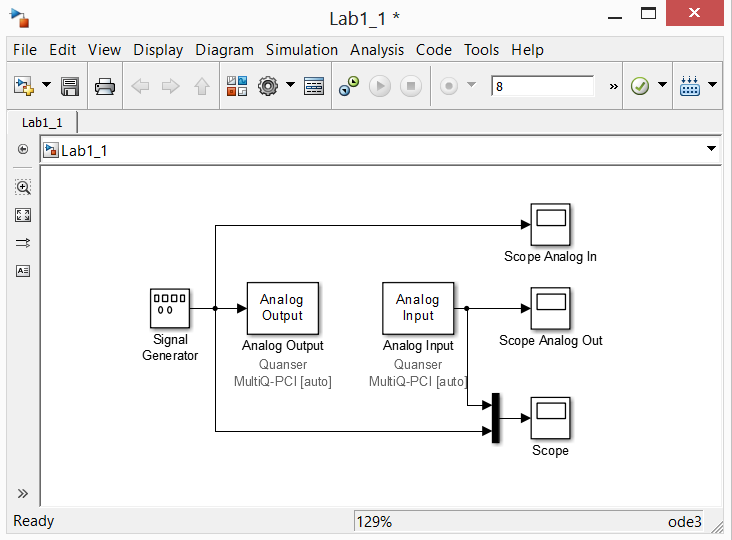 Lab1_1 *
File Edit View Display Diagram Simulation Analysis Code Tools Help
8
»
Lab1_1
Lab1_1
Scope Analog In
Analog
Output
Analog
Input
Signal
Generator
Analog Output
Quanser
MultiQ-PCI [auto]
Analog Input
Quanser
MultiQ-PCI [auto]
Scope Analog Out
Scope
»
Ready 129% ode3